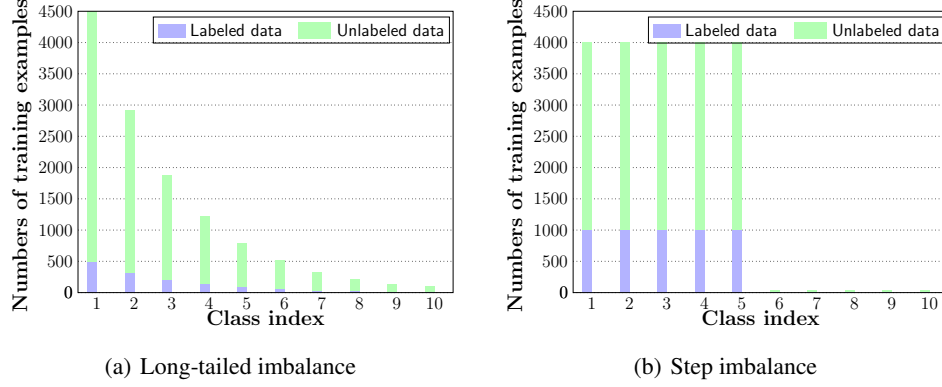 4500
4000
3500
3000
2500
2000
1500
1000
500
0
Numbers of training examples
Labeled data Unlabeled data
1 2 3 4 5 6 7 8 9 10
Class index
(a) Long-tailed imbalance
4500
4000
3500
3000
2500
2000
1500
1000
500
0
Numbers of training examples
Labeled data Unlabeled data
1 2 3 4 5 6 7 8 9 10
Class index
(b) Step imbalance